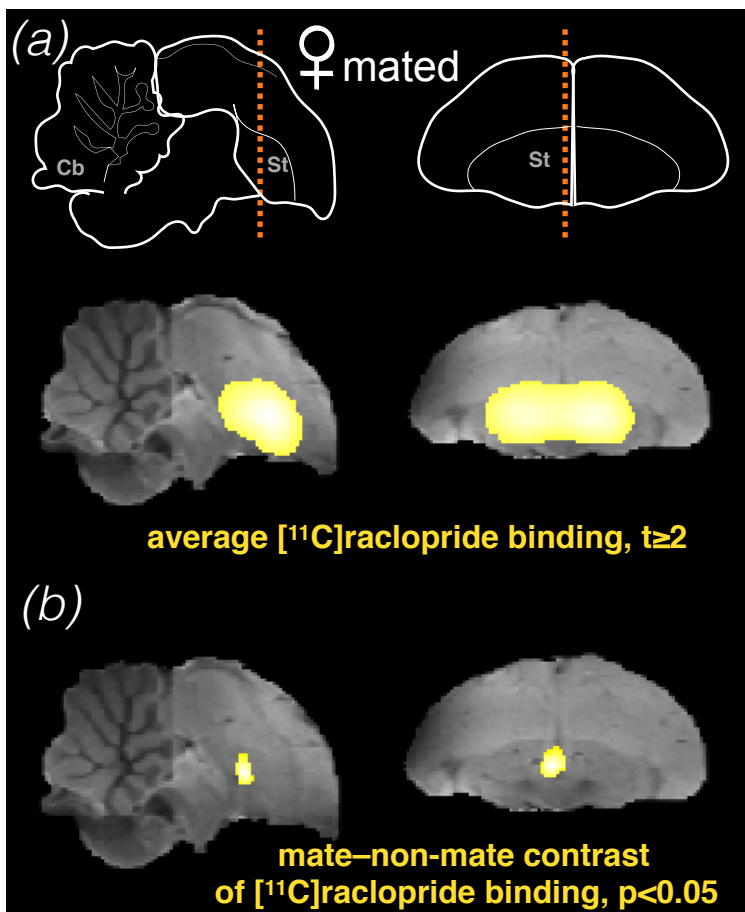 (a)
♀ mated
Cb
St
St
average [¹¹C]raclopride binding, t≥2
(b)
mate–non-mate contrast
of [¹¹C]raclopride binding, p<0.05